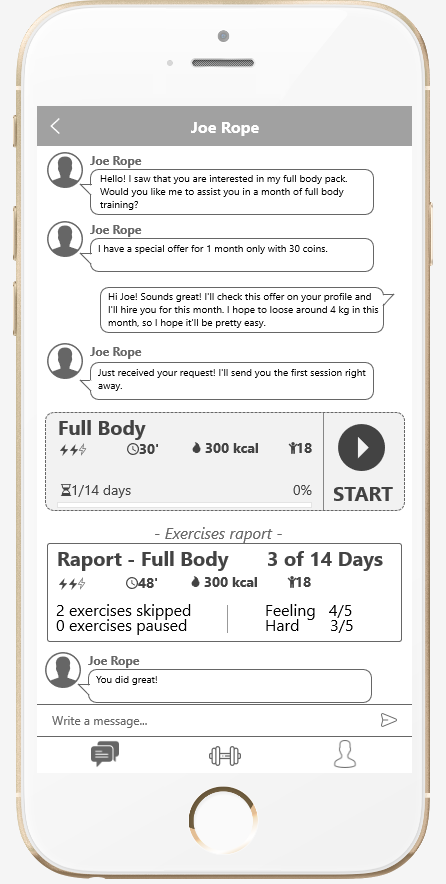 Joe Rope
Joe Rope
Hello! I saw that you are interested in my full body pack.
Would you like me to assist you in a month of full body
training?
Joe Rope
I have a special offer for 1 month only with 30 coins.
Hi Joe! Sounds great! I'll check this offer on your profile and
I'll hire you for this month. I hope to loose around 4 kg in this
month, so I hope it'll be pretty easy.
Joe Rope
Just received your request! I'll send you the first session right
away.
Full Body
30' 300 kcal 18
1/14 days 0%
START
- Exercises raport -
Raport - Full Body 3 of 14 Days
48' 300 kcal 18
2 exercises skipped Feeling 4/5
0 exercises paused Hard 3/5
Joe Rope
You did great!
Write a message...